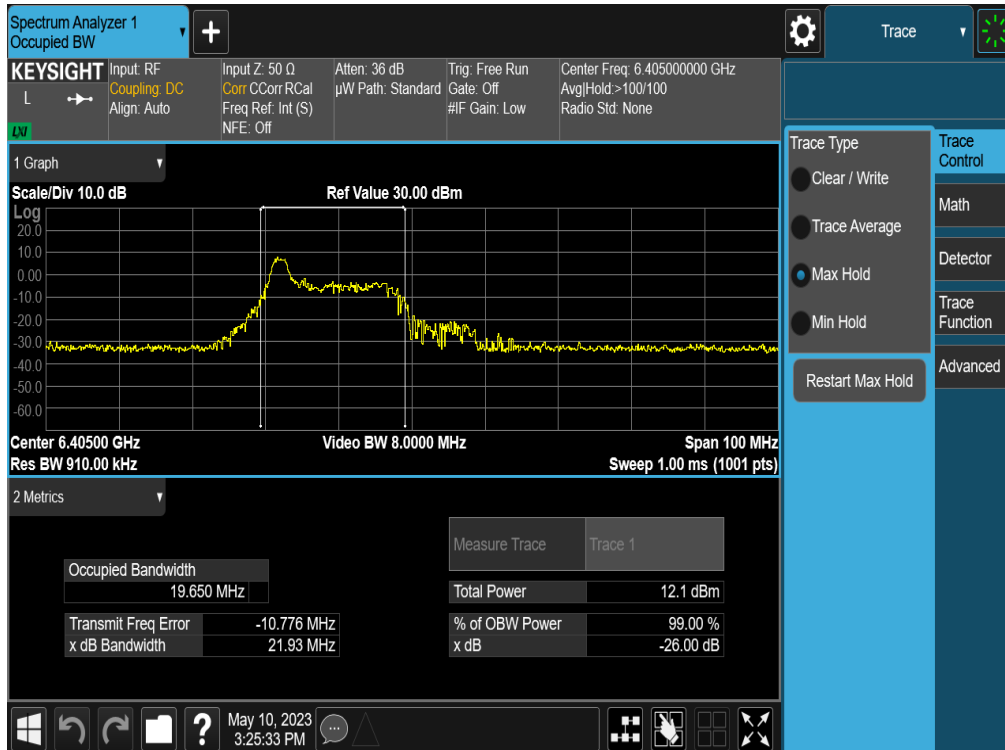 Spectrum Analyzer 1
Occupied BW
+
Trace
KEYSIGHT
L
LXI
Input: RF
Coupling: DC
Align: Auto
Input Z: 50 Ω
Corr CCorr RCal
Freq Ref: Int (S)
NFE: Off
Atten: 36 dB
µW Path: Standard
Trig: Free Run
Gate: Off
#IF Gain: Low
Center Freq: 6.405000000 GHz
Avg|Hold:>100/100
Radio Std: None
1 Graph
Scale/Div 10.0 dB
Ref Value 30.00 dBm
Log
20.0
10.0
0.00
-10.0
-20.0
-30.0
-40.0
-50.0
-60.0
Center 6.40500 GHz
Video BW 8.0000 MHz
Span 100 MHz
Res BW 910.00 kHz
Sweep 1.00 ms (1001 pts)
2 Metrics
Measure Trace
Trace 1
Occupied Bandwidth
19.650 MHz
Total Power
12.1 dBm
Transmit Freq Error
-10.776 MHz
% of OBW Power
99.00 %
x dB Bandwidth
21.93 MHz
x dB
-26.00 dB
Trace Type
Clear / Write
Trace Average
Max Hold
Min Hold
Restart Max Hold
Trace
Control
Math
Detector
Trace
Function
Advanced
?
May 10, 2023
3:25:33 PM